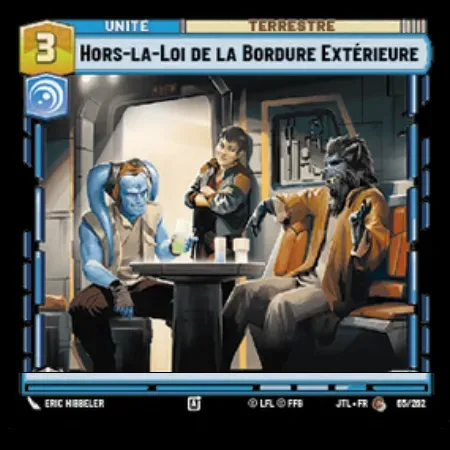 UNITÉ
TERRESTRE
3
HORS-LA-LOI DE LA BORDURE EXTÉRIEURE
ERIC HIBBELER
A
© LFL © FFG
JTL • FR
65/262